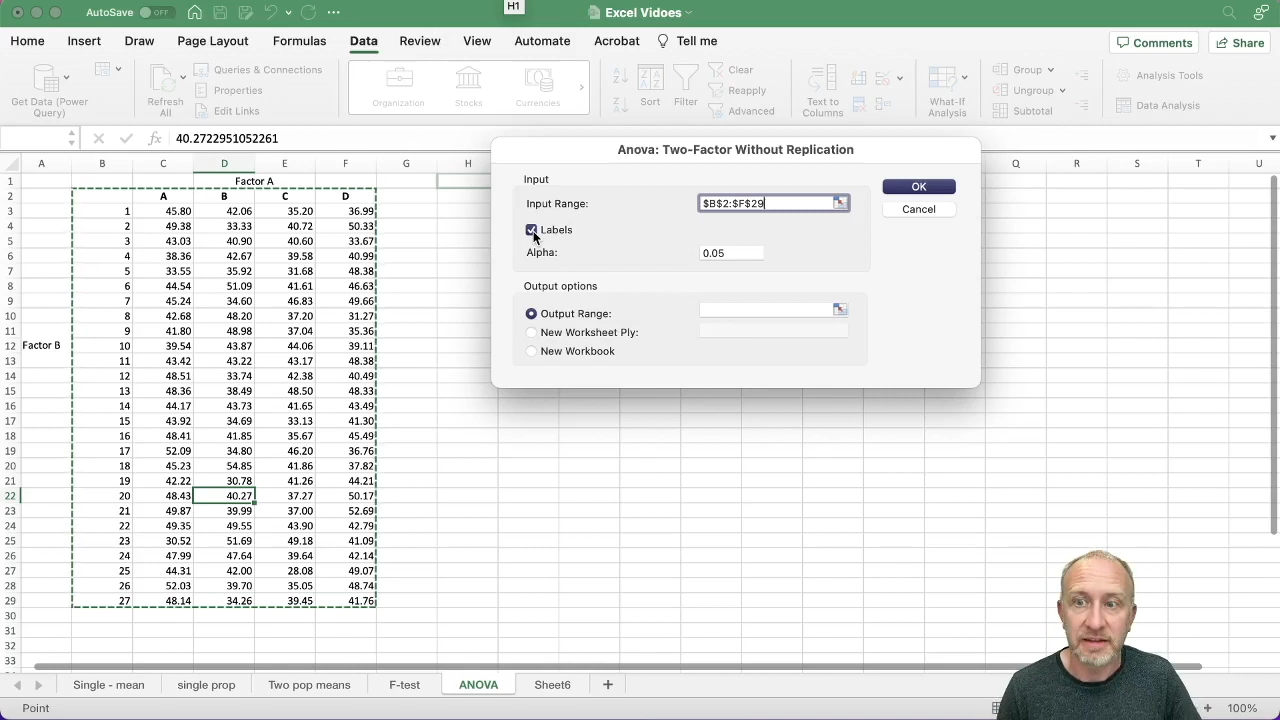 AutoSave OFF
H1
Excel Vidoes
Home Insert Draw Page Layout Formulas Data Review View Automate Acrobat Tell me Comments Share
Get Data (Power Query)
Refresh All
Queries & Connections
Properties
Edit Links
Organization Stocks Currencies
Sort Filter
Clear
Reapply
Advanced
Text to Columns
What-If Analysis
Group
Ungroup
Subtotal
Analysis Tools
Data Analysis
fx 40.2722951052261
A B C D E F G H P Q R S T U
1 Factor A
2 A B C D
3 1 45.80 42.06 35.20 36.99
4 2 49.38 33.33 40.72 50.33
5 3 43.03 40.90 40.60 33.67
6 4 38.36 42.67 39.58 40.99
7 5 33.55 35.92 31.68 48.38
8 6 44.54 51.09 41.61 46.63
9 7 45.24 34.60 46.83 49.66
10 8 42.68 48.20 37.20 31.27
11 9 41.80 48.98 37.04 35.36
12 Factor B 10 39.54 43.87 44.06 39.11
13 11 43.42 43.22 43.17 48.38
14 12 48.51 33.74 42.38 40.49
15 13 48.36 38.49 48.50 48.33
16 14 44.17 43.73 41.65 43.49
17 15 43.92 34.69 33.13 41.30
18 16 48.41 41.85 35.67 45.49
19 17 52.09 34.80 46.20 36.76
20 18 45.23 54.85 41.86 37.82
21 19 42.22 30.78 41.26 44.21
22 20 48.43 40.27 37.27 50.17
23 21 49.87 39.99 37.00 52.69
24 22 49.35 49.55 43.90 42.79
25 23 30.52 51.69 48.19 41.09
26 24 47.99 47.64 39.64 42.14
27 25 44.31 42.00 28.08 49.07
28 26 52.03 39.70 35.05 48.74
29 27 48.14 34.26 39.45 41.76
30
31
32
33
Anova: Two-Factor Without Replication
Input
Input Range: $B$2:$F$29
Labels
Alpha: 0.05
OK
Cancel
Output options
Output Range:
New Worksheet Ply:
New Workbook
Single - mean single prop Two pop means F-test ANOVA Sheet6
Point 100%